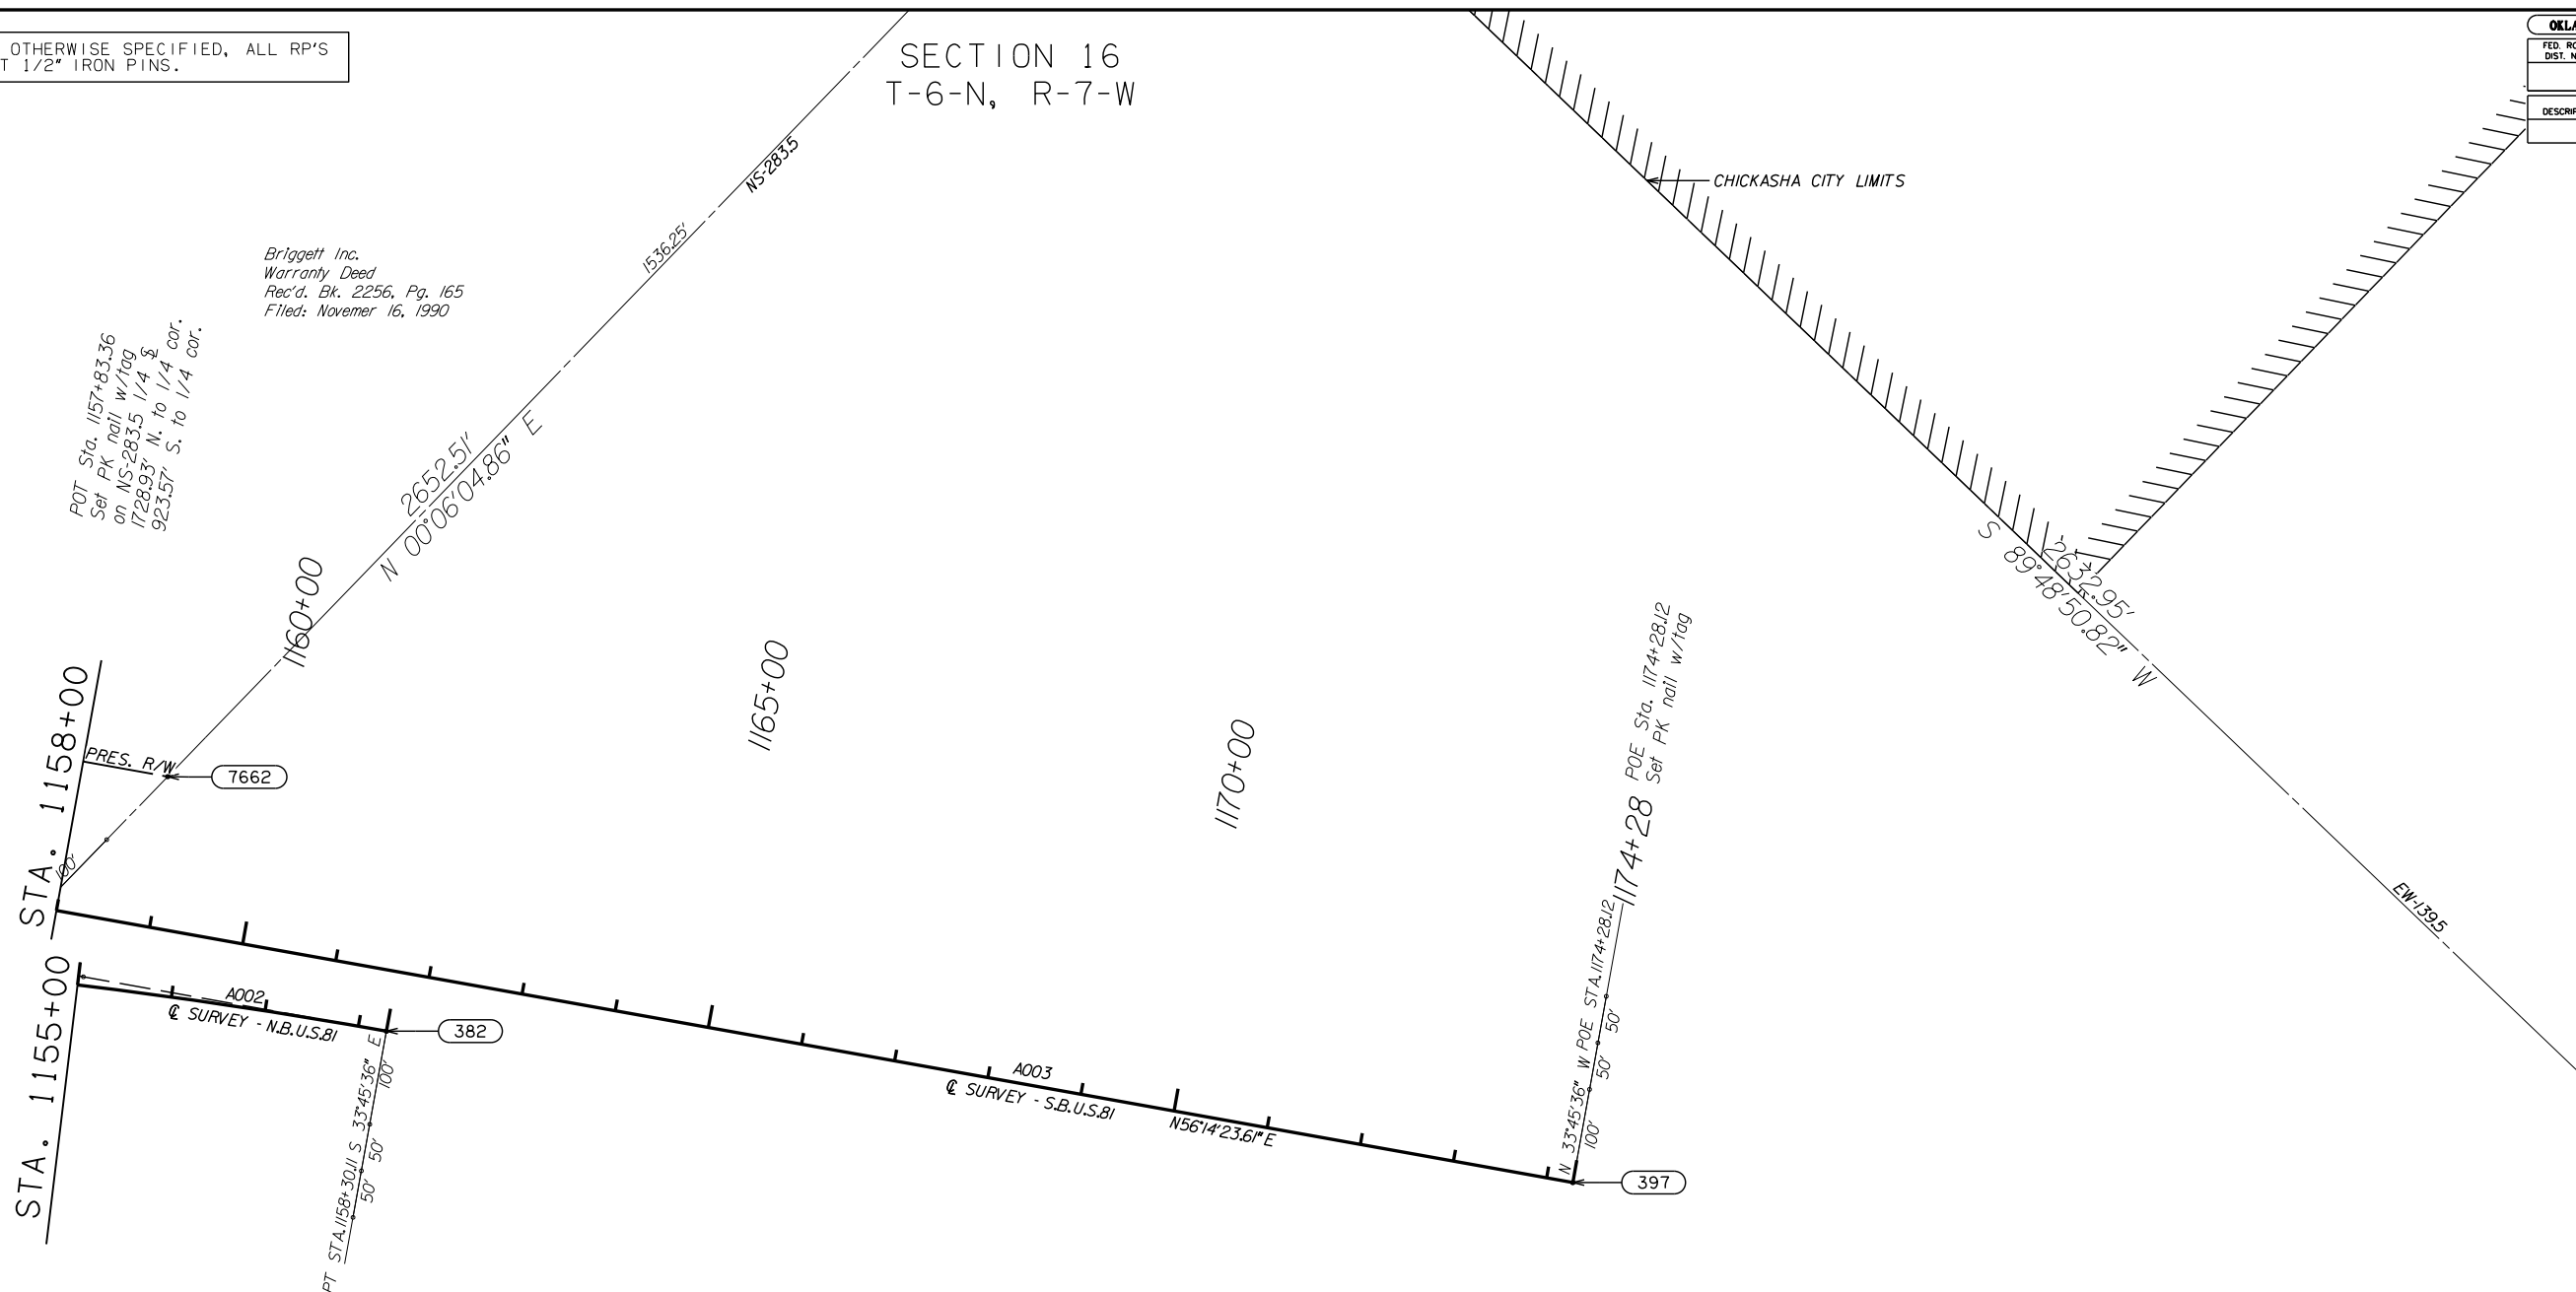 OTHERWISE SPECIFIED, ALL RP'S
T 1/2" IRON PINS.
SECTION 16
T-6-N, R-7-W
OKLA
FED. RO
DIST. N
DESCRIP
NS-283.5
1536.25'
CHICKASHA CITY LIMITS
Briggett Inc.
Warranty Deed
Rec'd. Bk. 2256, Pg. 165
Filed: Novemer 16, 1990
POT Sta. 1157+83.36
Set PK nail w/tag
on NS-283.5 1/4 ℄
1728.93' N. to 1/4 cor.
923.57' S. to 1/4 cor.
2652.51'
N 00°06'04.86" E
1160+00
1165+00
1170+00
1174+28
POE Sta. 1174+28.12
Set PK nail w/tag
2632.95'
S 89°48'50.82" W
EW-139.5
STA. 1158+00
PRES. R/W
7662
100'
STA. 1155+00
A002
℄ SURVEY - N.B.U.S.81
382
PT STA.1158+30.11 S 33°45'36" E
100'
50'
50'
A003
℄ SURVEY - S.B.U.S.81
N56°14'23.61"E
N 33°45'36" W POE STA.1174+28.12
50'
50'
100'
397